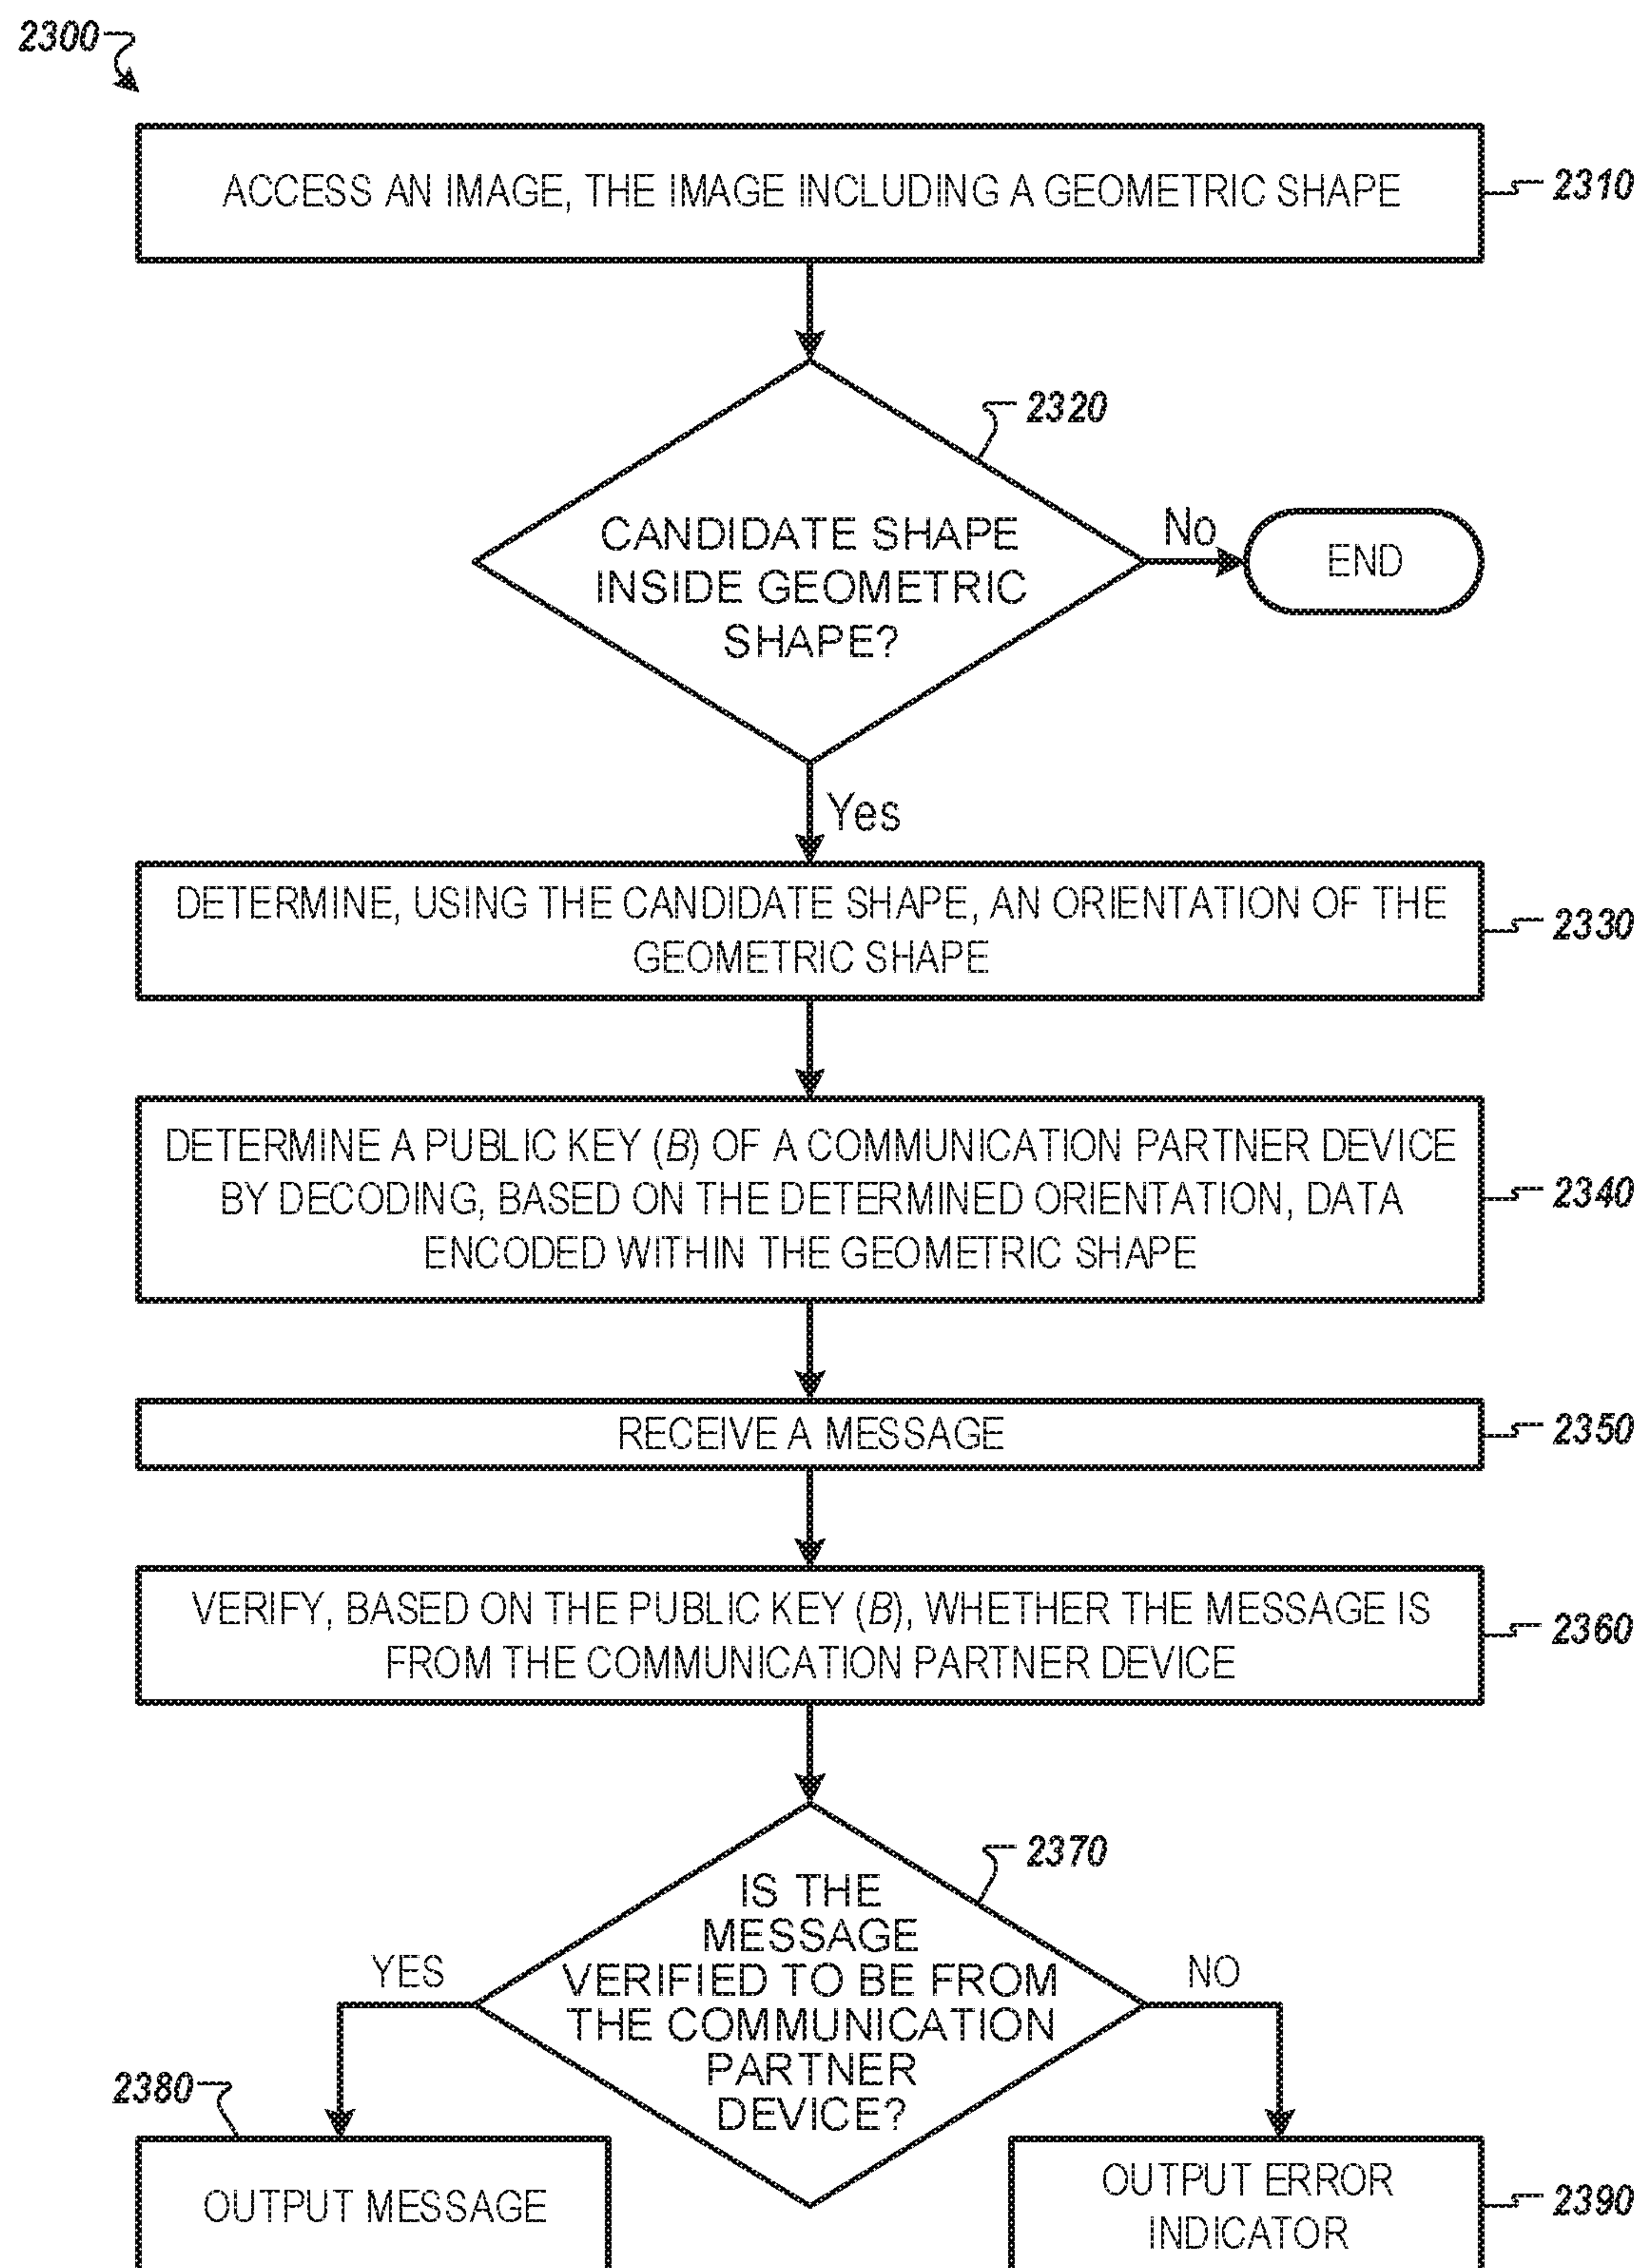 2300
ACCESS AN IMAGE, THE IMAGE INCLUDING A GEOMETRIC SHAPE
2310
2320
CANDIDATE SHAPE
INSIDE GEOMETRIC
SHAPE?
No
END
Yes
DETERMINE, USING THE CANDIDATE SHAPE, AN ORIENTATION OF THE
GEOMETRIC SHAPE
2330
DETERMINE A PUBLIC KEY (B) OF A COMMUNICATION PARTNER DEVICE
BY DECODING, BASED ON THE DETERMINED ORIENTATION, DATA
ENCODED WITHIN THE GEOMETRIC SHAPE
2340
RECEIVE A MESSAGE
2350
VERIFY, BASED ON THE PUBLIC KEY (B), WHETHER THE MESSAGE IS
FROM THE COMMUNICATION PARTNER DEVICE
2360
2370
IS THE
MESSAGE
VERIFIED TO BE FROM
THE COMMUNICATION
PARTNER
DEVICE?
YES
NO
2380
OUTPUT MESSAGE
OUTPUT ERROR
INDICATOR
2390